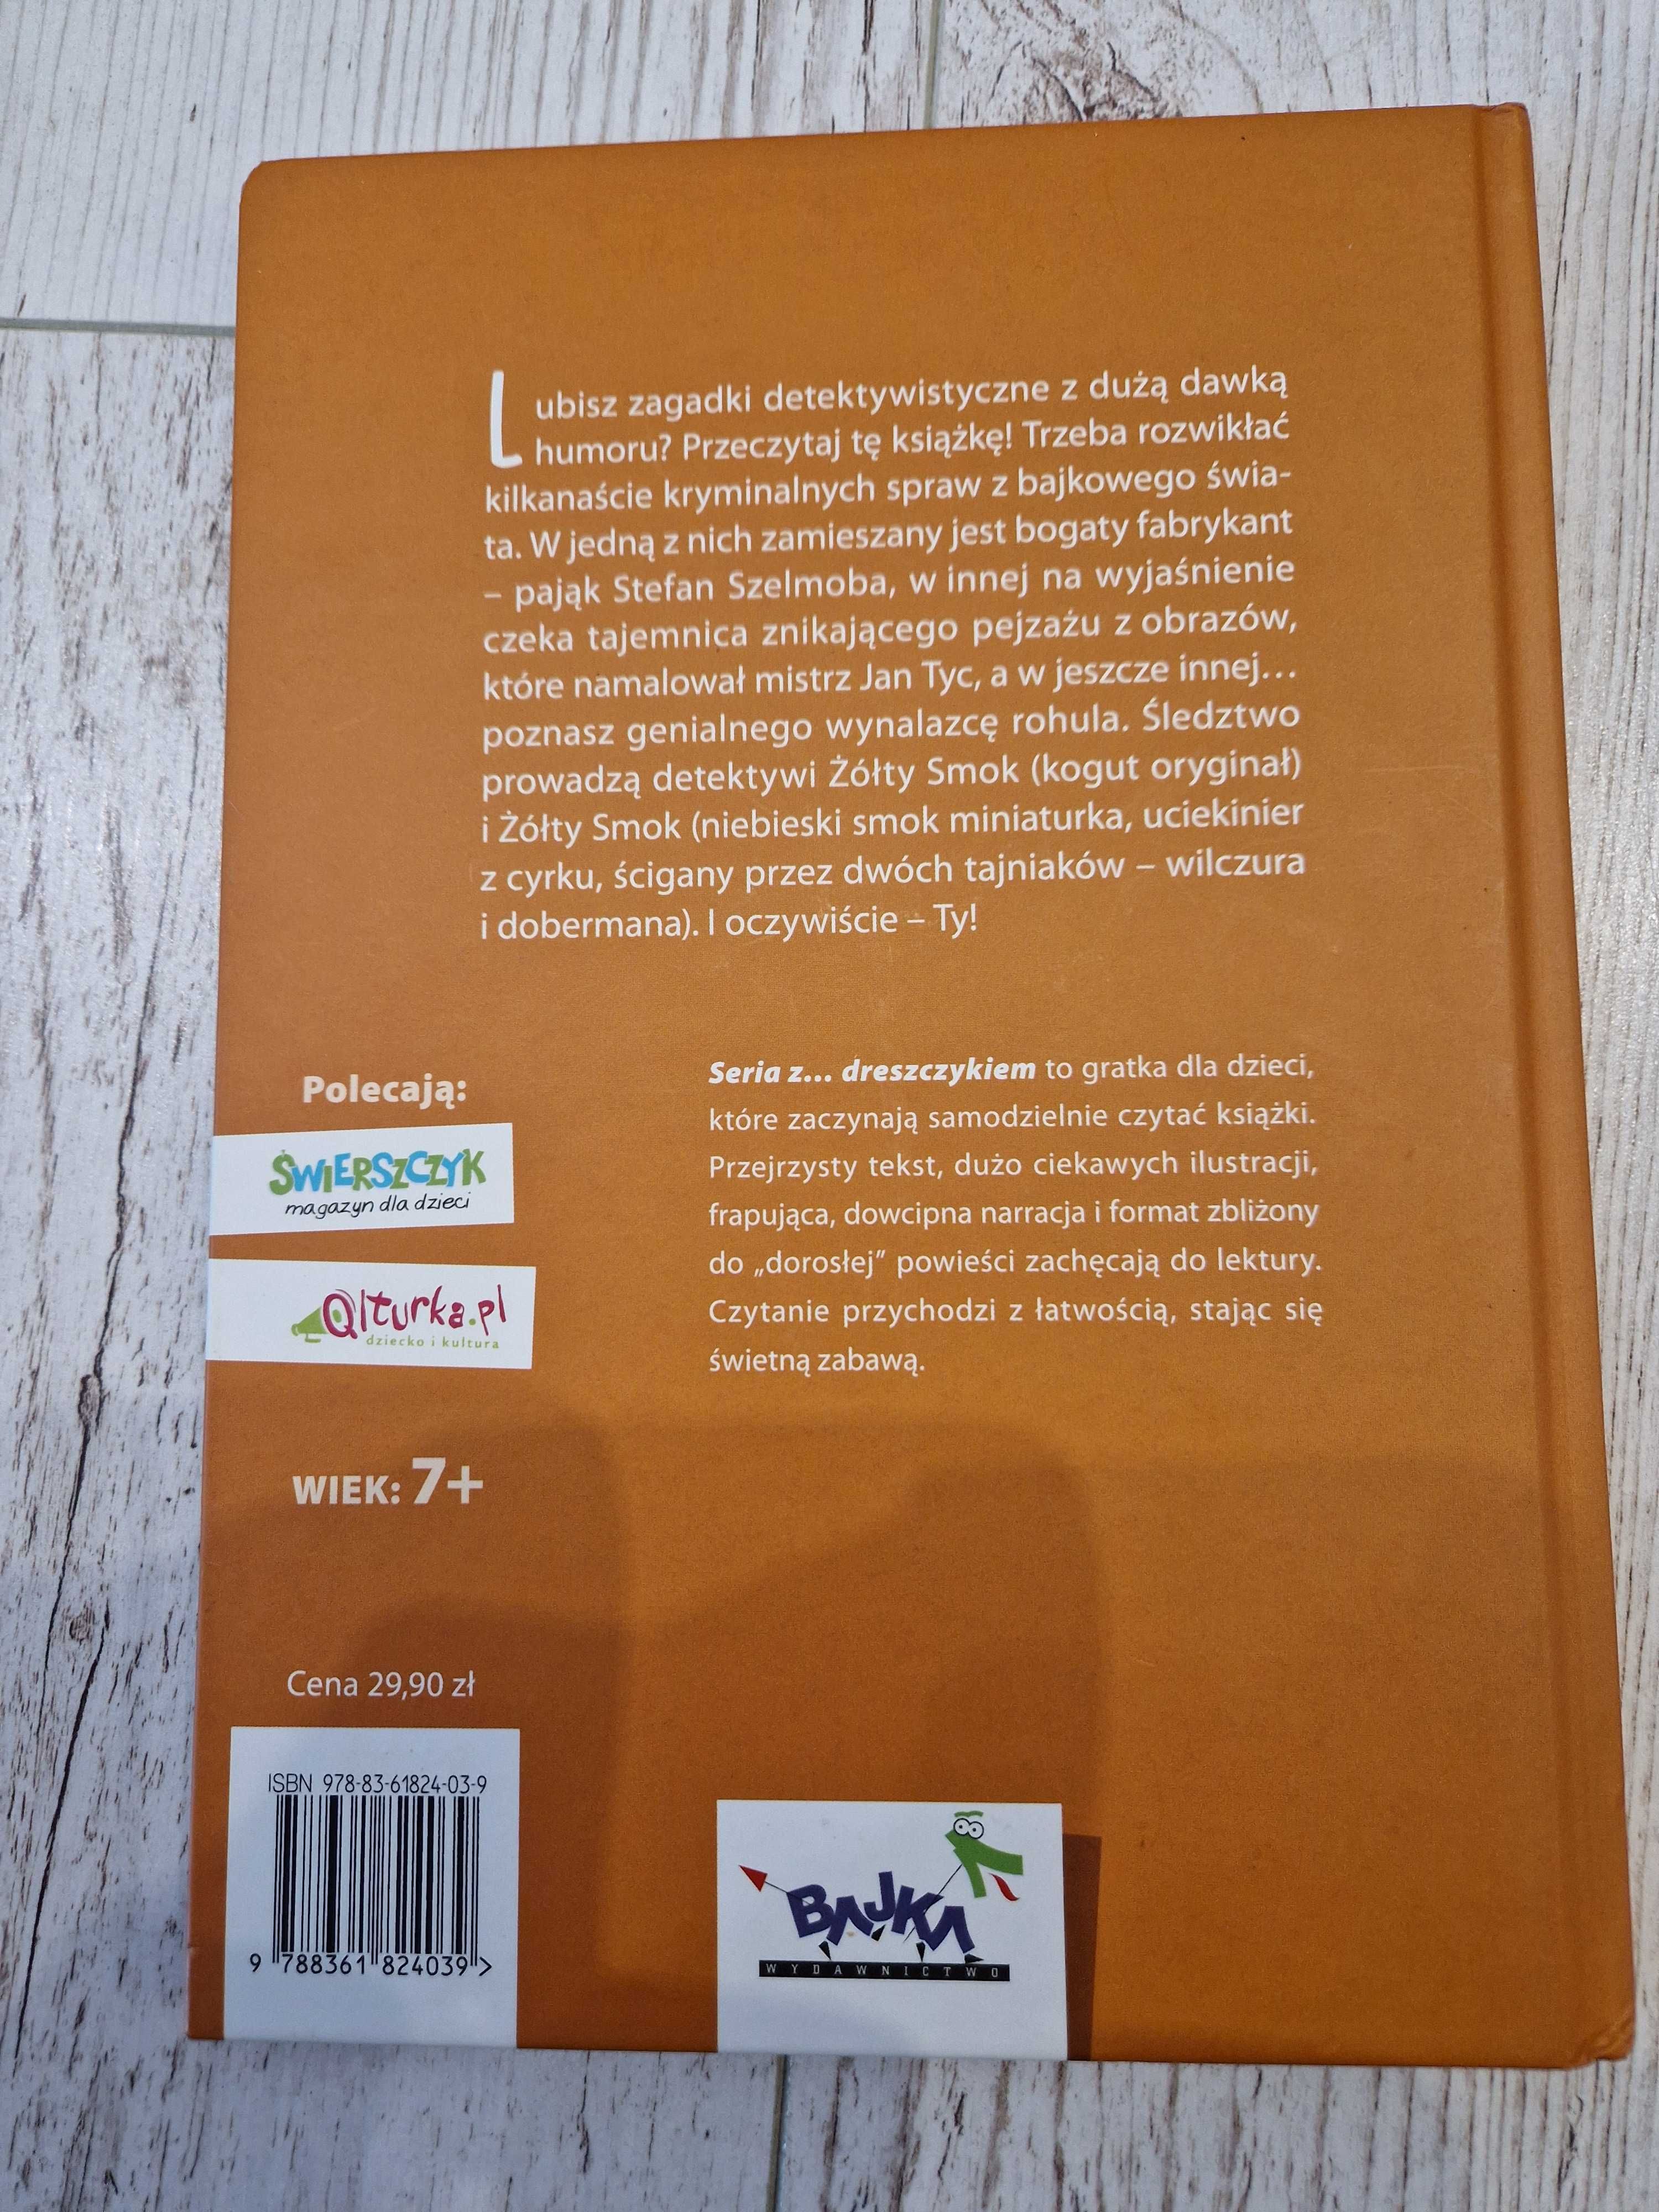 Lubisz zagadki detektywistyczne z dużą dawką
humoru? Przeczytaj tę książkę! Trzeba rozwikłać
kilkanaście kryminalnych spraw z bajkowego świa-
ta. W jedną z nich zamieszany jest bogaty fabrykant
– pająk Stefan Szelmoba, w innej na wyjaśnienie
czeka tajemnica znikającego pejzażu z obrazów,
które namalował mistrz Jan Tyc, a w jeszcze innej...
poznasz genialnego wynalazcę rohula. Śledztwo
prowadzą detektywi Żółty Smok (kogut oryginał)
i Żółty Smok (niebieski smok miniaturka, uciekinier
z cyrku, ścigany przez dwóch tajniaków – wilczura
i dobermana). I oczywiście – Ty!
Polecają:
ŚWIERSZCZYK
magazyn dla dzieci
Qlturka.pl
dziecko i kultura
WIEK: 7+
Seria z... dreszczykiem to gratka dla dzieci,
które zaczynają samodzielnie czytać książki.
Przejrzysty tekst, dużo ciekawych ilustracji,
frapująca, dowcipna narracja i format zbliżony
do „dorosłej” powieści zachęcają do lektury.
Czytanie przychodzi z łatwością, stając się
świetną zabawą.
Cena 29,90 zł
ISBN 978-83-61824-03-9
9 788361 824039 >
BAJKA
WYDAWNICTWO